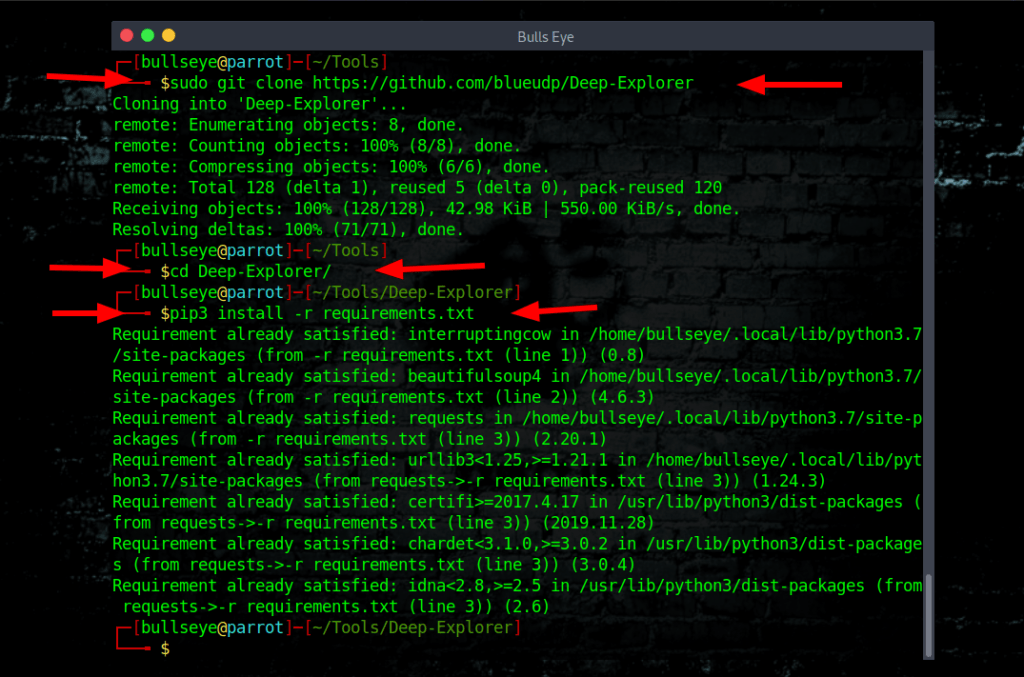 Bulls Eye
[bullseye@parrot]-[~/Tools]
$sudo git clone https://github.com/blueudp/Deep-Explorer
Cloning into 'Deep-Explorer'...
remote: Enumerating objects: 8, done.
remote: Counting objects: 100% (8/8), done.
remote: Compressing objects: 100% (6/6), done.
remote: Total 128 (delta 1), reused 5 (delta 0), pack-reused 120
Receiving objects: 100% (128/128), 42.98 KiB | 550.00 KiB/s, done.
Resolving deltas: 100% (71/71), done.
[bullseye@parrot]-[~/Tools]
$cd Deep-Explorer/
[bullseye@parrot]-[~/Tools/Deep-Explorer]
$pip3 install -r requirements.txt
Requirement already satisfied: interruptingcow in /home/bullseye/.local/lib/python3.7
/site-packages (from -r requirements.txt (line 1)) (0.8)
Requirement already satisfied: beautifulsoup4 in /home/bullseye/.local/lib/python3.7/
site-packages (from -r requirements.txt (line 2)) (4.6.3)
Requirement already satisfied: requests in /home/bullseye/.local/lib/python3.7/site-p
ackages (from -r requirements.txt (line 3)) (2.20.1)
Requirement already satisfied: urllib3<1.25,>=1.21.1 in /home/bullseye/.local/lib/pyt
hon3.7/site-packages (from requests->-r requirements.txt (line 3)) (1.24.3)
Requirement already satisfied: certifi>=2017.4.17 in /usr/lib/python3/dist-packages (
from requests->-r requirements.txt (line 3)) (2019.11.28)
Requirement already satisfied: chardet<3.1.0,>=3.0.2 in /usr/lib/python3/dist-package
s (from requests->-r requirements.txt (line 3)) (3.0.4)
Requirement already satisfied: idna<2.8,>=2.5 in /usr/lib/python3/dist-packages (from
requests->-r requirements.txt (line 3)) (2.6)
[bullseye@parrot]-[~/Tools/Deep-Explorer]
$